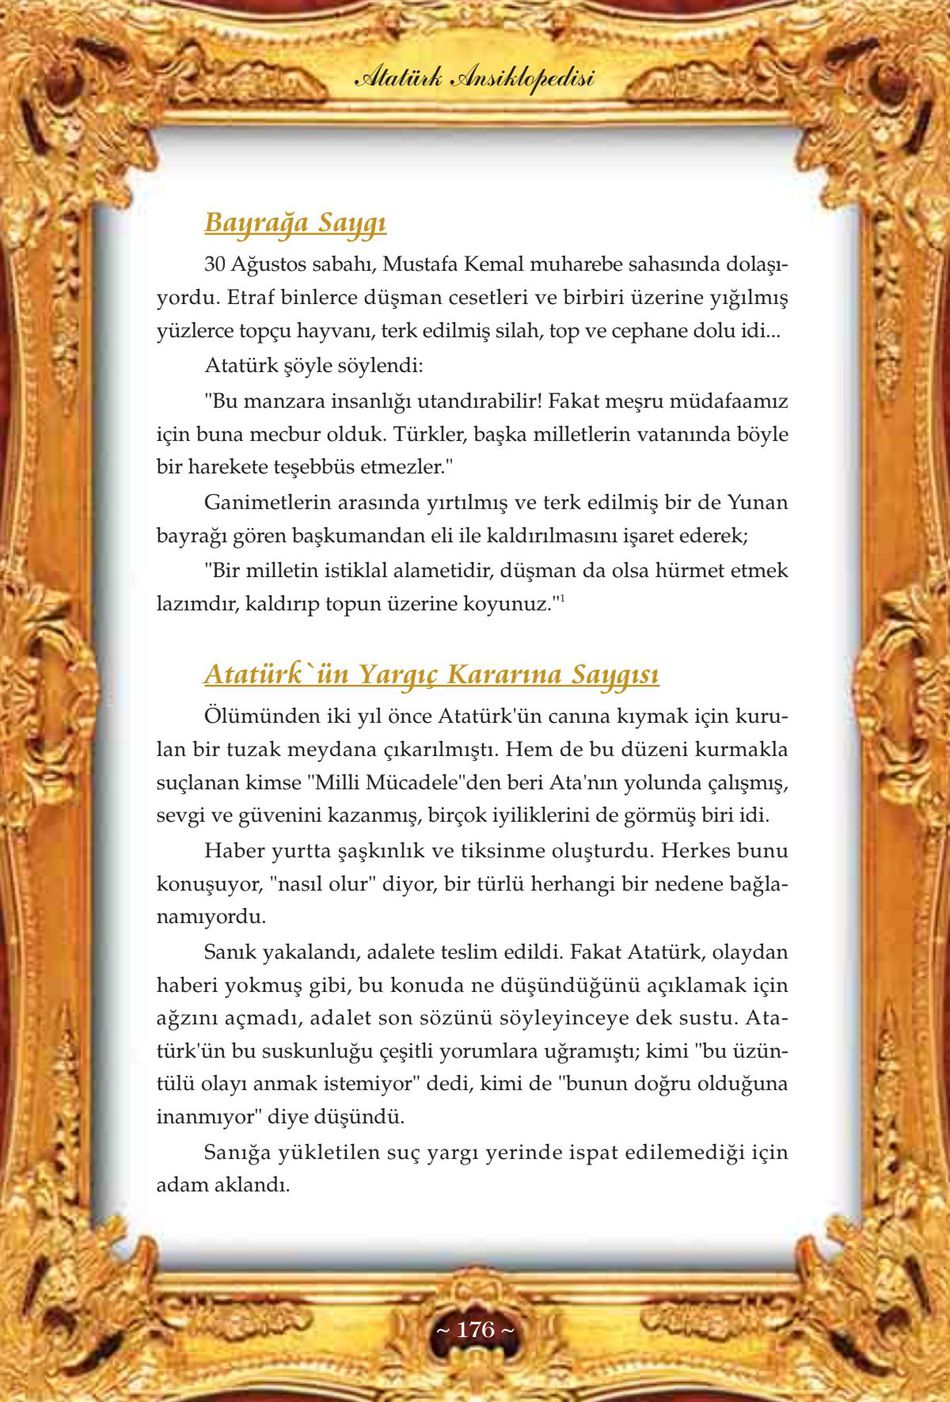 Atatürk Ansiklopedisi
Bayrağa Saygı
30 Ağustos sabahı, Mustafa Kemal muharebe sahasında dolaşı-
yordu. Etraf binlerce düşman cesetleri ve birbiri üzerine yığılmış
yüzlerce topçu hayvanı, terk edilmiş silah, top ve cephane dolu idi...
Atatürk şöyle söylendi:
"Bu manzara insanlığı utandırabilir! Fakat meşru müdafaamız
için buna mecbur olduk. Türkler, başka milletlerin vatanında böyle
bir harekete teşebbüs etmezler."
Ganimetlerin arasında yırtılmış ve terk edilmiş bir de Yunan
bayrağı gören başkumandan eli ile kaldırılmasını işaret ederek;
"Bir milletin istiklal alametidir, düşman da olsa hürmet etmek
lazımdır, kaldırıp topun üzerine koyunuz."¹
Atatürk`ün Yargıç Kararına Saygısı
Ölümünden iki yıl önce Atatürk'ün canına kıymak için kuru-
lan bir tuzak meydana çıkarılmıştı. Hem de bu düzeni kurmakla
suçlanan kimse "Milli Mücadele"den beri Ata'nın yolunda çalışmış,
sevgi ve güvenini kazanmış, birçok iyiliklerini de görmüş biri idi.
Haber yurtta şaşkınlık ve tiksinme oluşturdu. Herkes bunu
konuşuyor, "nasıl olur" diyor, bir türlü herhangi bir nedene bağla-
namıyordu.
Sanık yakalandı, adalete teslim edildi. Fakat Atatürk, olaydan
haberi yokmuş gibi, bu konuda ne düşündüğünü açıklamak için
ağzını açmadı, adalet son sözünü söyleyinceye dek sustu. Ata-
türk'ün bu suskunluğu çeşitli yorumlara uğramıştı; kimi "bu üzün-
tülü olayı anmak istemiyor" dedi, kimi de "bunun doğru olduğuna
inanmıyor" diye düşündü.
Sanığa yükletilen suç yargı yerinde ispat edilemediği için
adam aklandı.
~ 176 ~